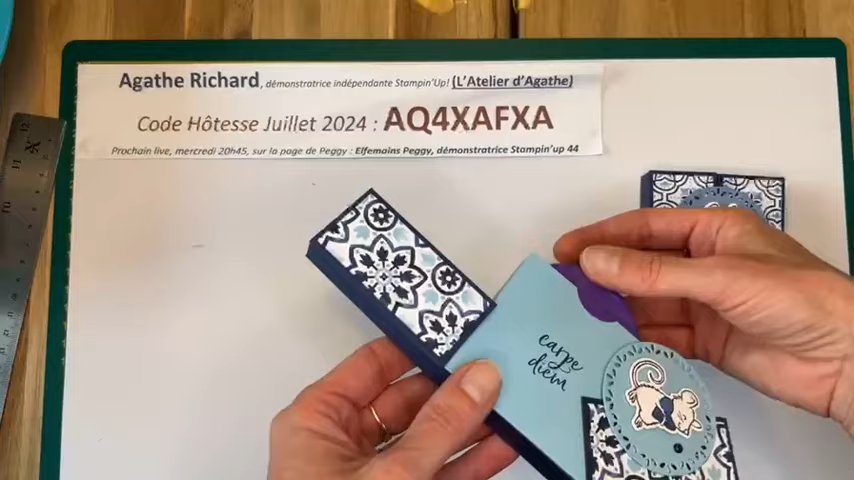 Agathe Richard, démonstratrice indépendante Stampin'Up! (L'Atelier d'Agathe)
Code Hôtesse Juillet 2024 : AQ4XAFXA
Prochain live, mercredi 20h45, sur la page de Peggy : Elfemains Peggy, démonstratrice Stampin'up 44
carpe
diem